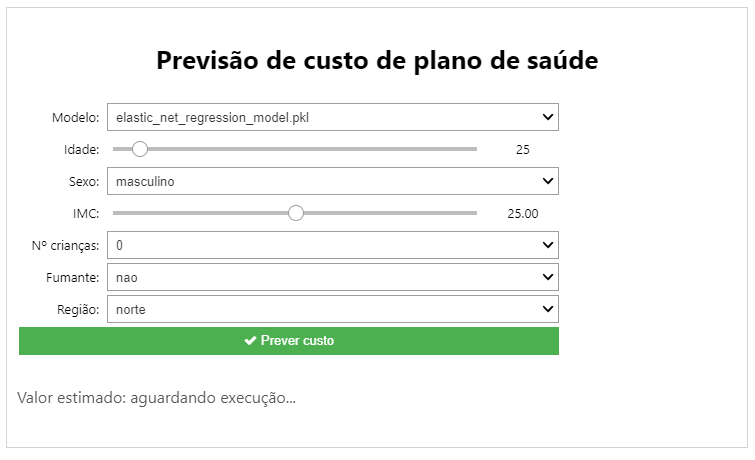 Previsão de custo de plano de saúde
Modelo: elastic_net_regression_model.pkl
Idade: 25
Sexo: masculino
IMC: 25.00
Nº crianças: 0
Fumante: nao
Região: norte
✔ Prever custo
Valor estimado: aguardando execução...